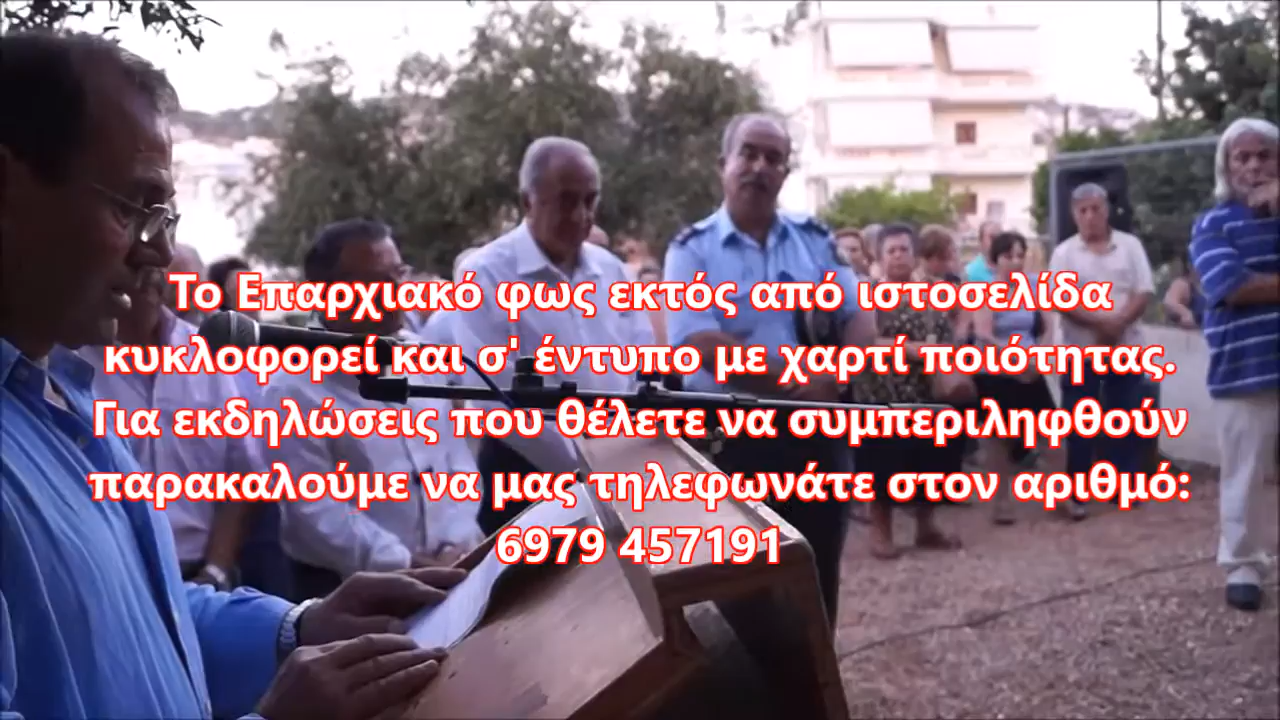 Το Επαρχιακό φως εκτός από ιστοσελίδα
κυκλοφορεί και σ' έντυπο με χαρτί ποιότητας.
Για εκδηλώσεις που θέλετε να συμπεριληφθούν
παρακαλούμε να μας τηλεφωνάτε στον αριθμό:
6979 457191